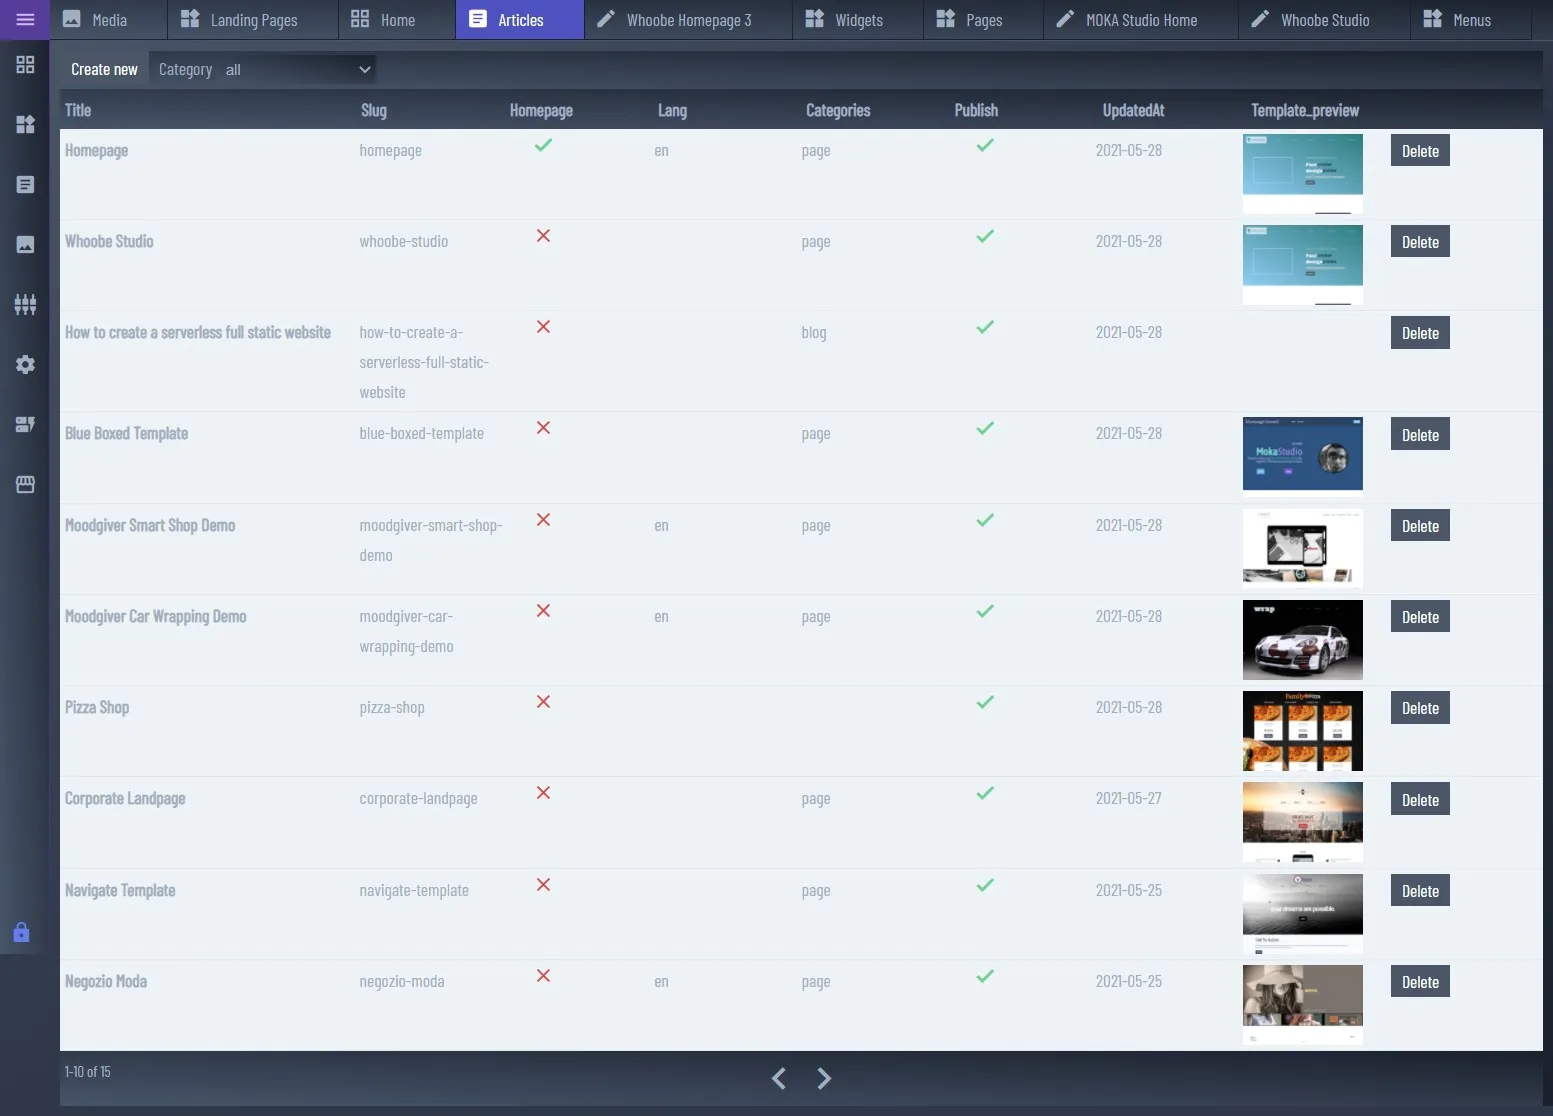 Media Landing Pages Home Articles Whoobe Homepage 3 Widgets Pages MOKA Studio Home Whoobe Studio Menus
Create new Category all
Title Slug Homepage Lang Categories Publish UpdatedAt Template_preview
Homepage homepage en page 2021-05-28 Delete
Whoobe Studio whoobe-studio page 2021-05-28 Delete
How to create a serverless full static website how-to-create-a- blog 2021-05-28 Delete
serverless-full-static-
website
Blue Boxed Template blue-boxed-template page 2021-05-28 Delete
MokaStudio
Moodgiver Smart Shop Demo moodgiver-smart-shop- en page 2021-05-28 Delete
demo
Moodgiver Car Wrapping Demo moodgiver-car- en page 2021-05-28 wrap Delete
wrapping-demo
Pizza Shop pizza-shop 2021-05-28 Delete
Corporate Landpage corporate-landpage page 2021-05-27 Delete
Navigate Template navigate-template page 2021-05-25 Delete
your dreams are possible.
Call To Action
Negozio Moda negozio-moda en page 2021-05-25 Delete
1-10 of 15